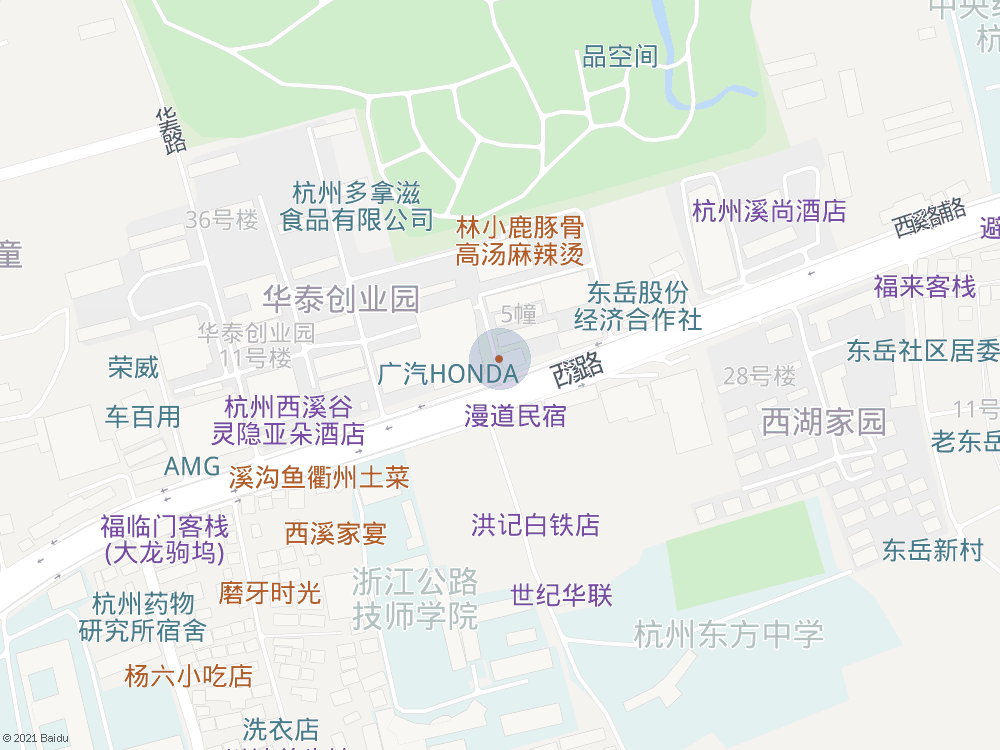 中央
杭
品空间
华泰路
杭州多拿滋
食品有限公司
36号楼
林小鹿豚骨
高汤麻辣烫
杭州溪尚酒店
西溪路辅路
避
童
福来客栈
华泰创业园
5幢
东岳股份
经济合作社
华泰创业园
11号楼
东岳社区居委
荣威
广汽HONDA
西溪路
28号楼
杭州西溪谷
灵隐亚朵酒店
车百用
漫道民宿
西湖家园
11号
老东岳
AMG
溪沟鱼衢州土菜
福临门客栈
(大龙驹坞)
西溪家宴
洪记白铁店
东岳新村
浙江公路
技师学院
磨牙时光
世纪华联
杭州药物
研究所宿舍
杭州东方中学
杨六小吃店
洗衣店
© 2021 Baidu